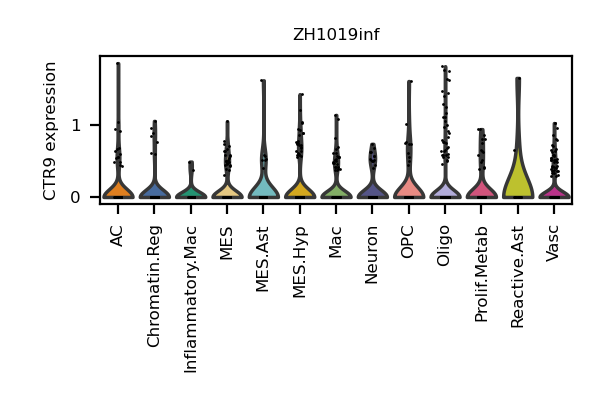 ZH1019inf
CTR9 expression
1
0
AC
Chromatin.Reg
Inflammatory.Mac
MES
MES.Ast
MES.Hyp
Mac
Neuron
OPC
Oligo
Prolif.Metab
Reactive.Ast
Vasc